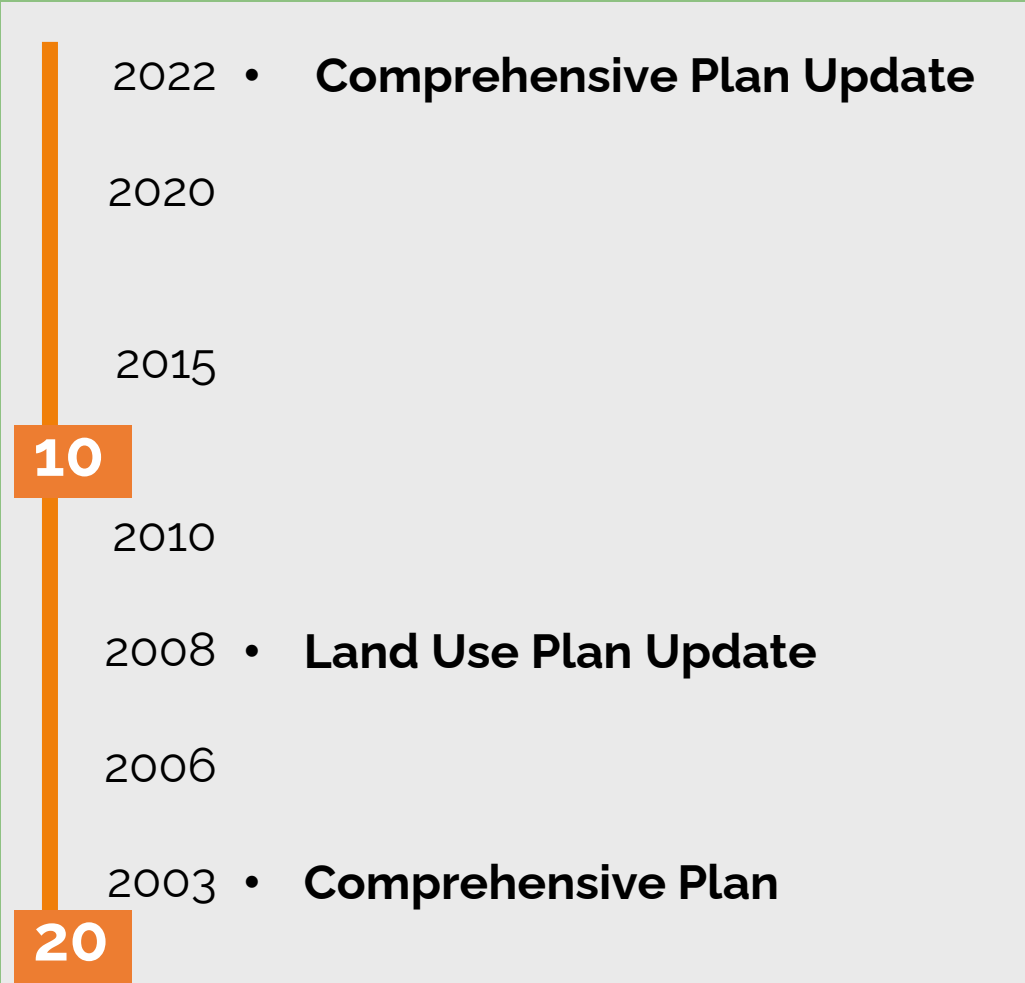 2022 • Comprehensive Plan Update
2020
2015
10
2010
2008 • Land Use Plan Update
2006
2003 • Comprehensive Plan
20